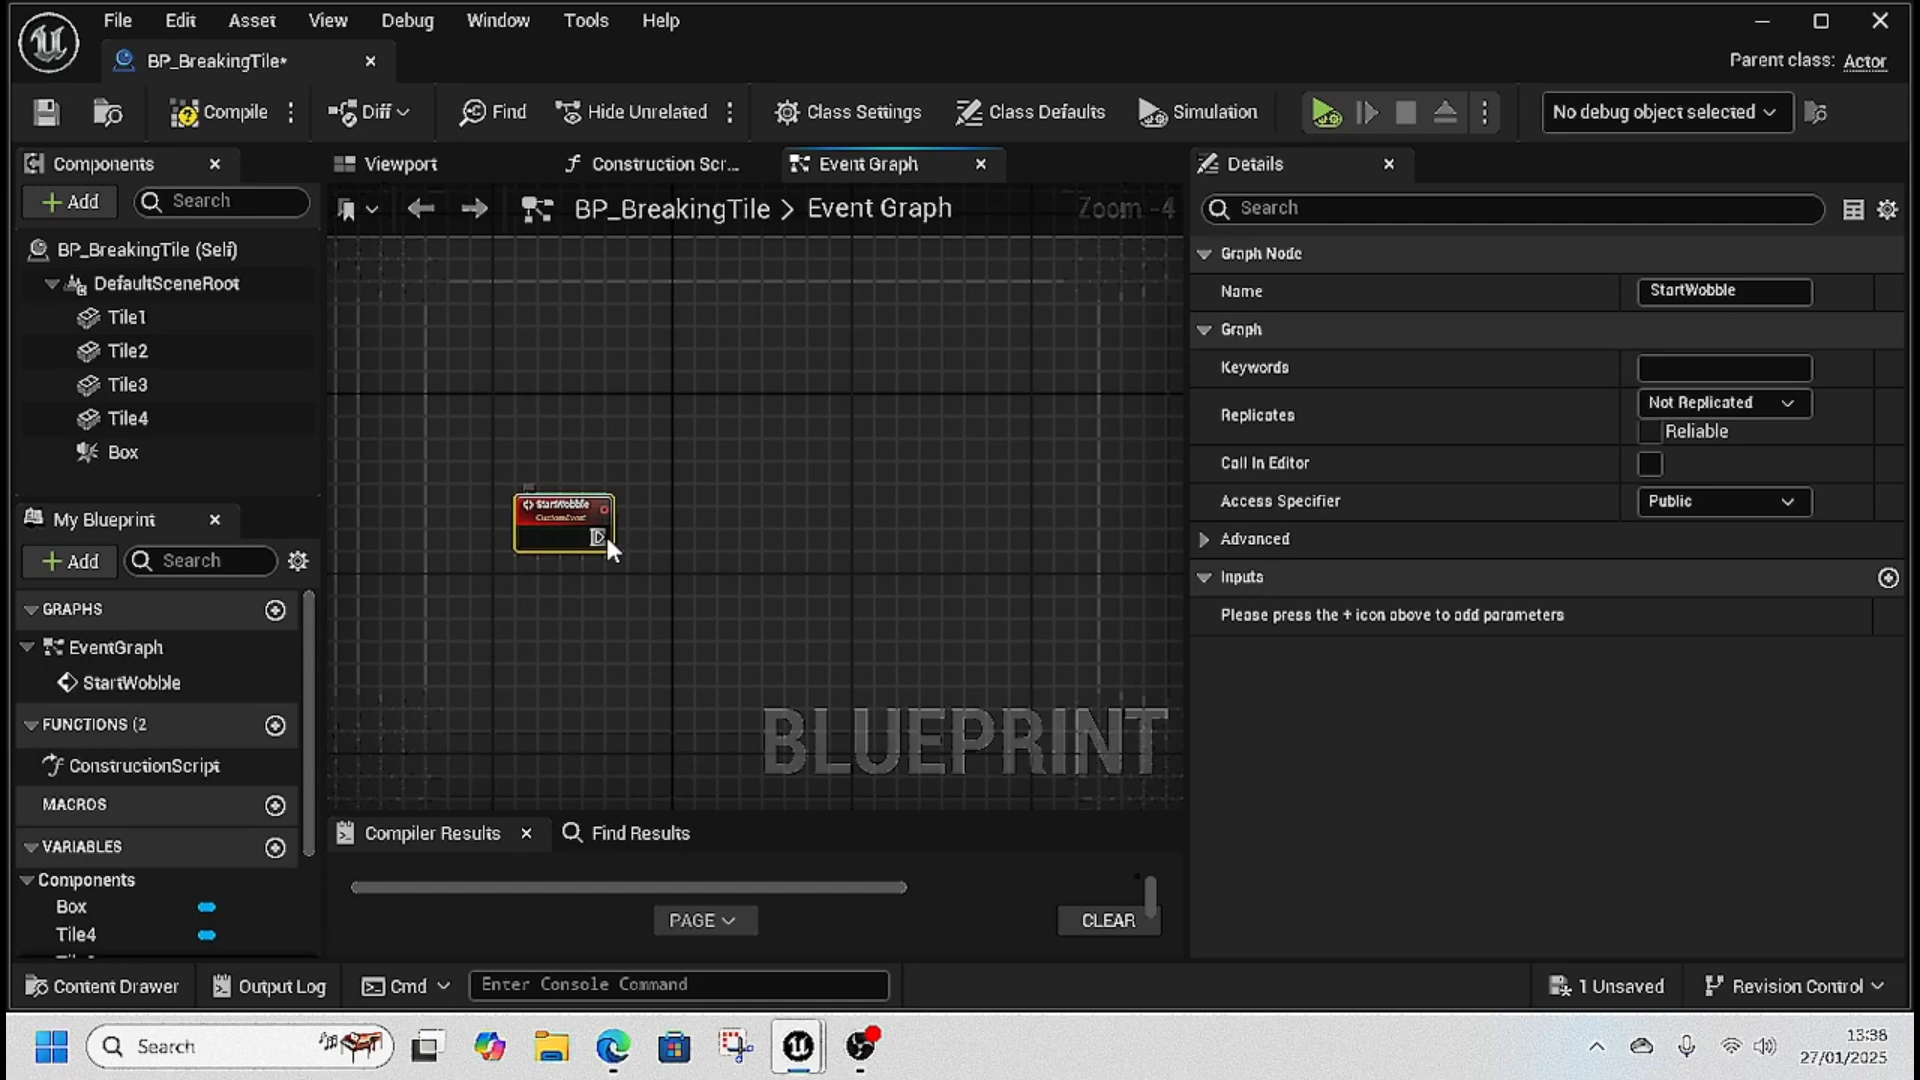 File Edit Asset View Debug Window Tools Help
BP_BreakingTile*
Parent class: Actor
Compile Diff Find Hide Unrelated Class Settings Class Defaults Simulation No debug object selected
Components
Add Search
BP_BreakingTile (Self)
DefaultSceneRoot
Tile1
Tile2
Tile3
Tile4
Box
My Blueprint
Add Search
GRAPHS
EventGraph
StartWobble
FUNCTIONS (2
ConstructionScript
MACROS
VARIABLES
Components
Box
Tile4
Viewport Construction Scr... Event Graph
BP_BreakingTile > Event Graph Zoom -4
StartWobble
CustomEvent
BLUEPRINT
Compiler Results Find Results
PAGE CLEAR
Details
Search
Graph Node
Name StartWobble
Graph
Keywords
Replicates Not Replicated
Reliable
Call In Editor
Access Specifier Public
Advanced
Inputs
Please press the + icon above to add parameters
Content Drawer Output Log Cmd Enter Console Command 1 Unsaved Revision Control
Search
13:38
27/01/2025